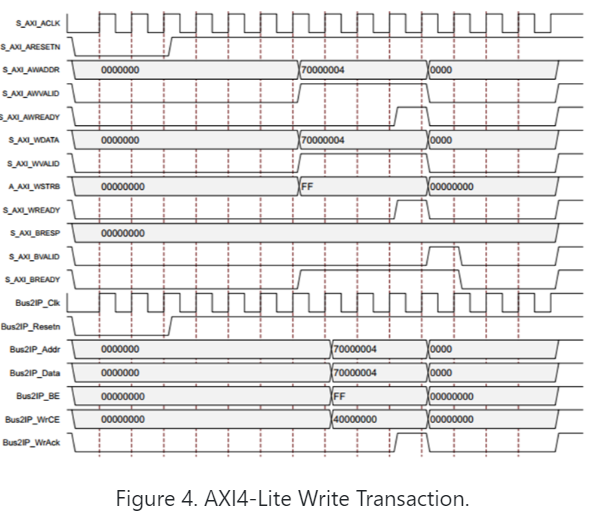 S_AXI_ACLK
S_AXI_ARESETN
S_AXI_AWADDR 0000000 70000004 0000
S_AXI_AWVALID
S_AXI_AWREADY
S_AXI_WDATA 0000000 70000004 0000
S_AXI_WVALID
A_AXI_WSTRB 00000000 FF 00000000
S_AXI_WREADY
S_AXI_BRESP 00000000
S_AXI_BVALID
S_AXI_BREADY
Bus2IP_Clk
Bus2IP_Resetn
Bus2IP_Addr 0000000 70000004 0000
Bus2IP_Data 0000000 70000004 0000
Bus2IP_BE 00000000 FF 00000000
Bus2IP_WrCE 00000000 40000000 00000000
Bus2IP_WrAck
Figure 4. AXI4-Lite Write Transaction.